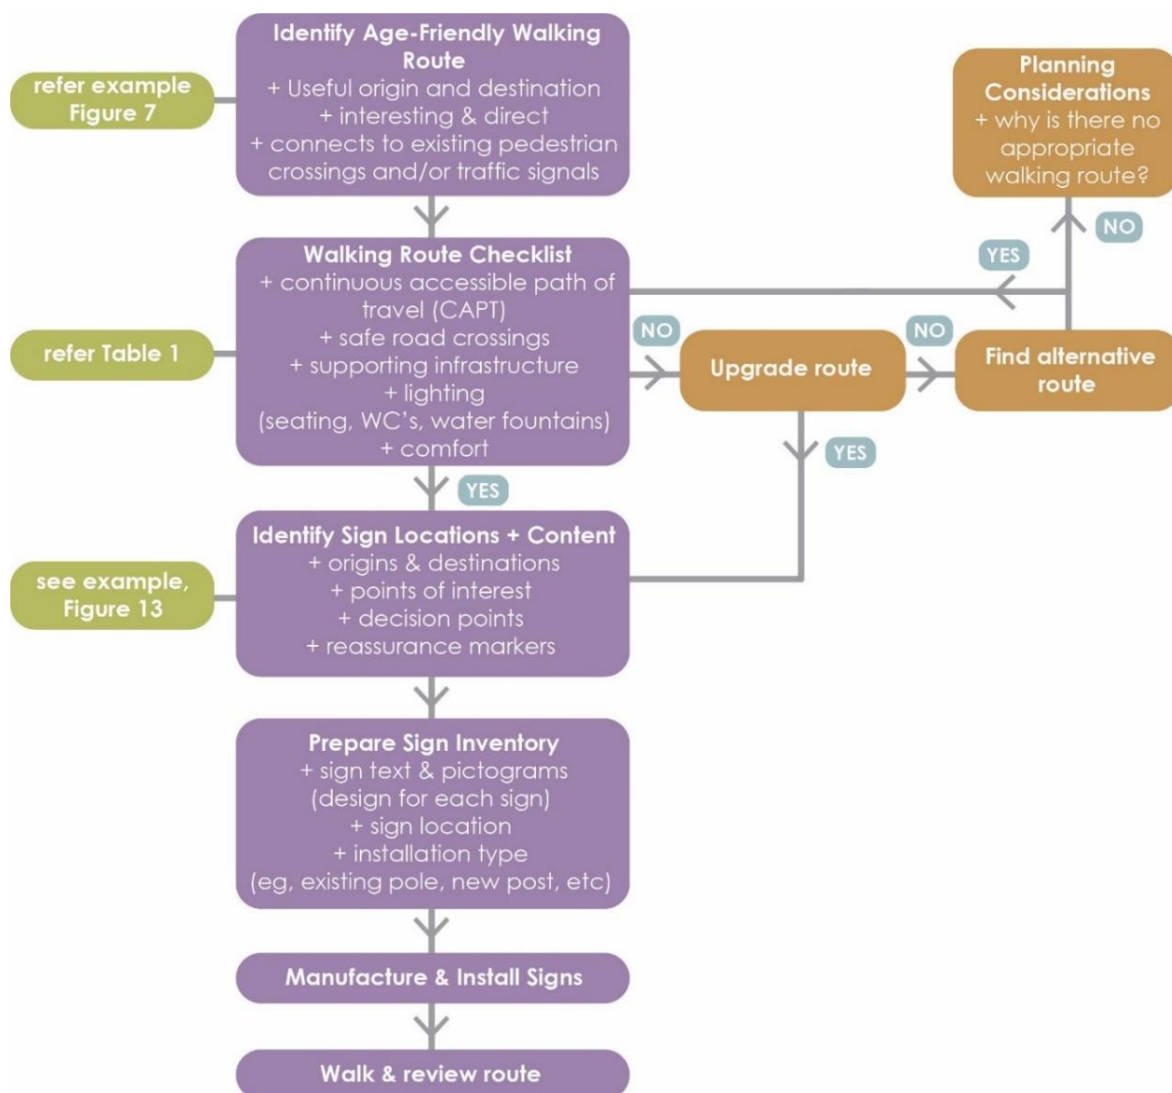 Identify Age-Friendly Walking
Route
+ Useful origin and destination
+ interesting & direct
+ connects to existing pedestrian
crossings and/or traffic signals
refer example
Figure 7
Planning
Considerations
+ why is there no
appropriate
walking route?
NO
YES
Walking Route Checklist
+ continuous accessible path of
travel (CAPT)
+ safe road crossings
+ supporting infrastructure
+ lighting
(seating, WC's, water fountains)
+ comfort
refer Table 1
NO
Upgrade route
NO
Find alternative
route
YES
YES
Identify Sign Locations + Content
+ origins & destinations
+ points of interest
+ decision points
+ reassurance markers
see example,
Figure 13
Prepare Sign Inventory
+ sign text & pictograms
(design for each sign)
+ sign location
+ installation type
(eg, existing pole, new post, etc)
Manufacture & Install Signs
Walk & review route